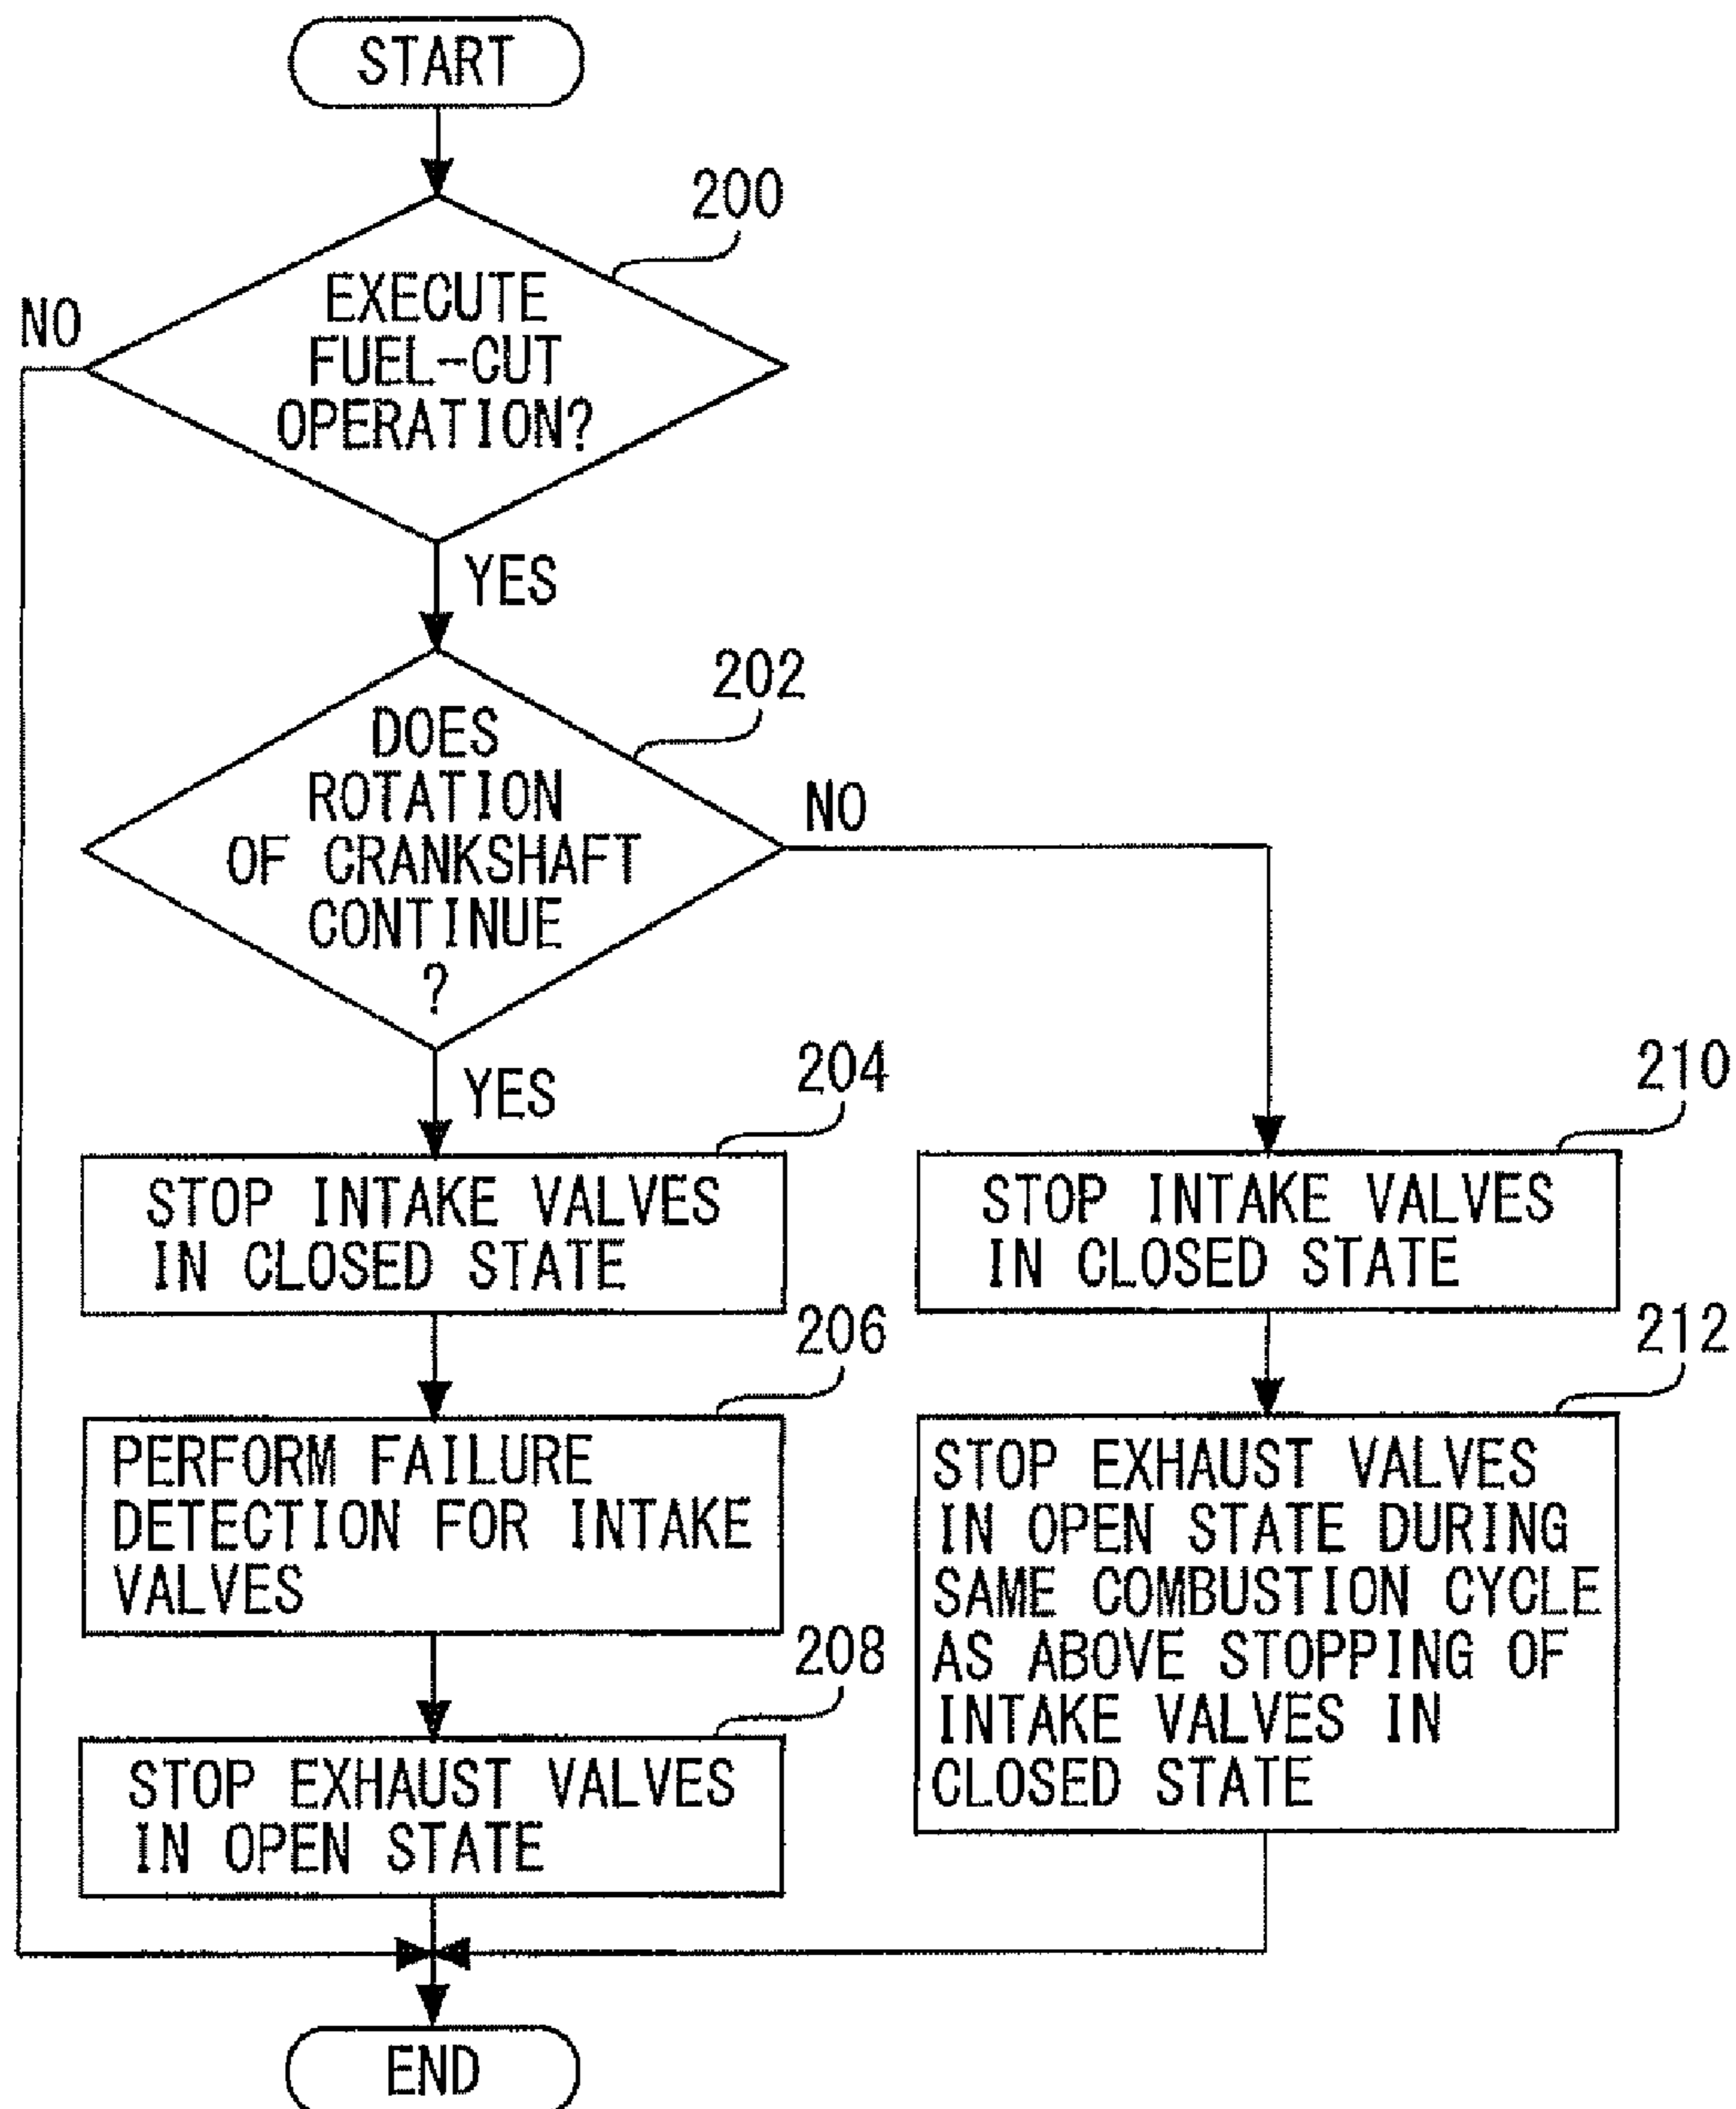 START
200
EXECUTE
FUEL-CUT
OPERATION?
NO
YES
202
DOES
ROTATION
OF CRANKSHAFT
CONTINUE
?
NO
YES
204
STOP INTAKE VALVES
IN CLOSED STATE
206
PERFORM FAILURE
DETECTION FOR INTAKE
VALVES
208
STOP EXHAUST VALVES
IN OPEN STATE
210
STOP INTAKE VALVES
IN CLOSED STATE
212
STOP EXHAUST VALVES
IN OPEN STATE DURING
SAME COMBUSTION CYCLE
AS ABOVE STOPPING OF
INTAKE VALVES IN
CLOSED STATE
END